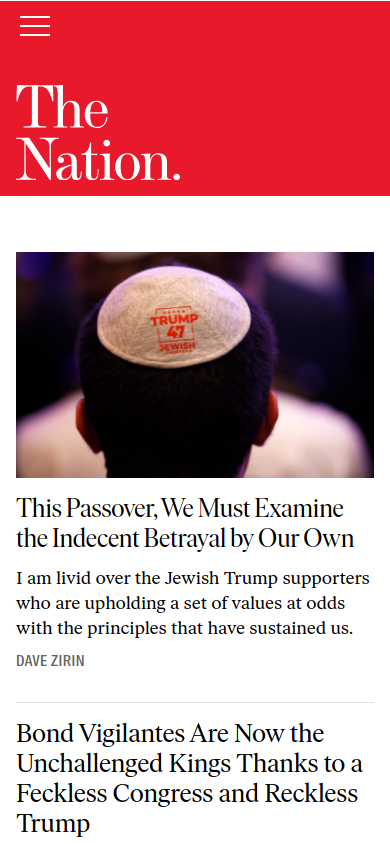 The
Nation.
TRUMP
47
JEWISH
This Passover, We Must Examine
the Indecent Betrayal by Our Own
I am livid over the Jewish Trump supporters
who are upholding a set of values at odds
with the principles that have sustained us.
DAVE ZIRIN
Bond Vigilantes Are Now the
Unchallenged Kings Thanks to a
Feckless Congress and Reckless
Trump